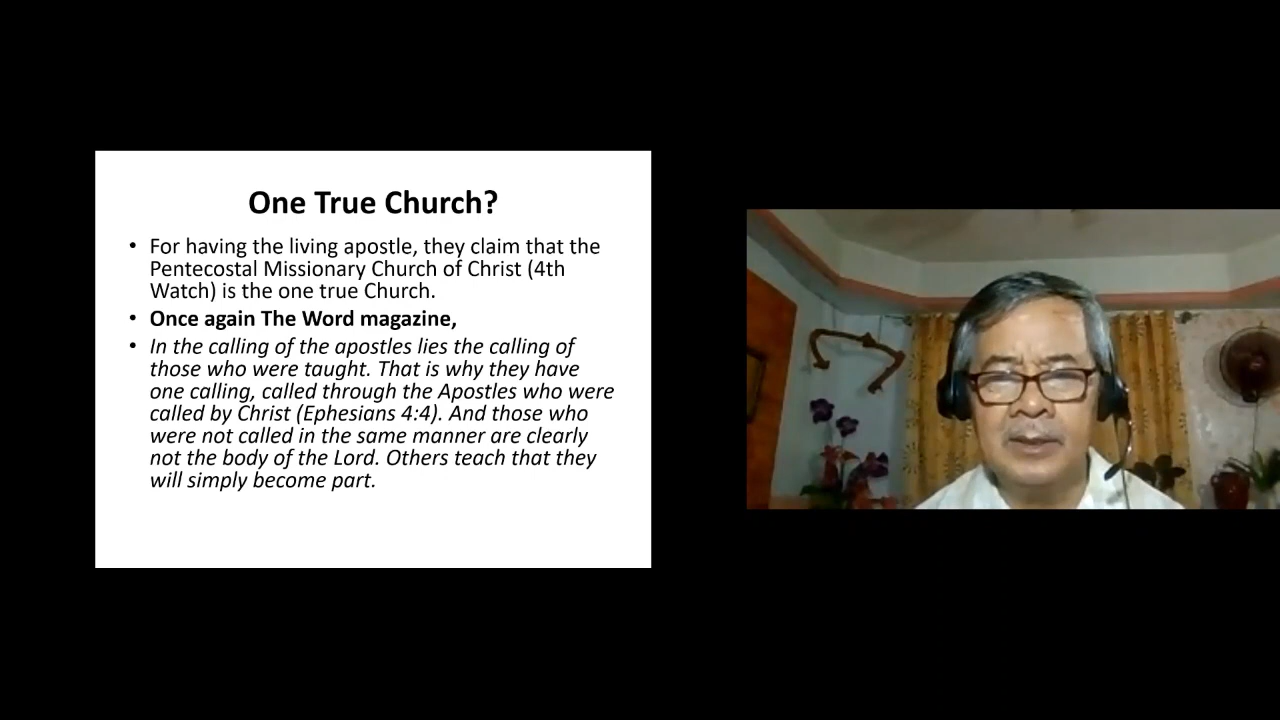 One True Church?
• For having the living apostle, they claim that the
Pentecostal Missionary Church of Christ (4th
Watch) is the one true Church.
• Once again The Word magazine,
• In the calling of the apostles lies the calling of
those who were taught. That is why they have
one calling, called through the Apostles who were
called by Christ (Ephesians 4:4). And those who
were not called in the same manner are clearly
not the body of the Lord. Others teach that they
will simply become part.